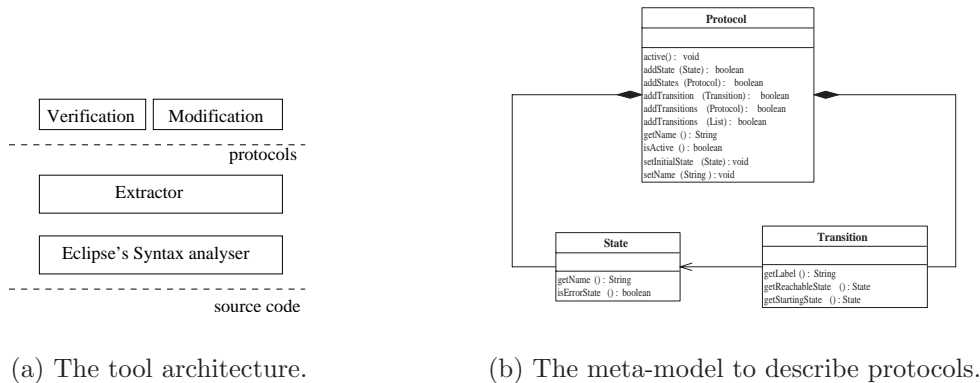 Verification
Modification
protocols
Extractor
Eclipse's Syntax analyser
source code
(a) The tool architecture.
Protocol
active() : void
addState (State) : boolean
addStates (Protocol) : boolean
addTransition (Transition) : boolean
addTransitions (Protocol) : boolean
addTransitions (List) : boolean
getName () : String
isActive () : boolean
setInitialState (State) : void
setName (String ) : void
State
getName () : String
isErrorState () : boolean
Transition
getLabel () : String
getReachableState () : State
getStartingState () : State
(b) The meta-model to describe protocols.